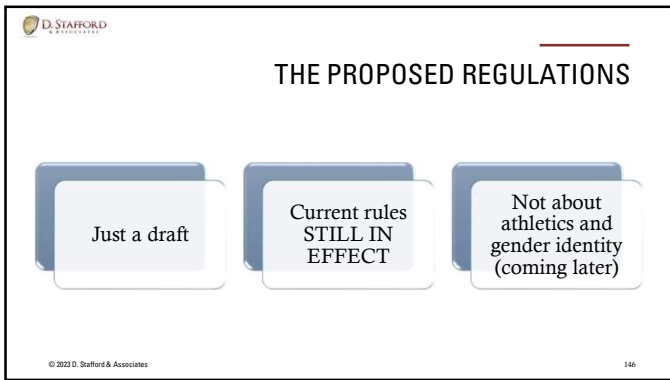 D. STAFFORD
& ASSOCIATES
THE PROPOSED REGULATIONS
Just a draft
Current rules
STILL IN
EFFECT
Not about
athletics and
gender identity
(coming later)
© 2023 D. Stafford & Associates
146